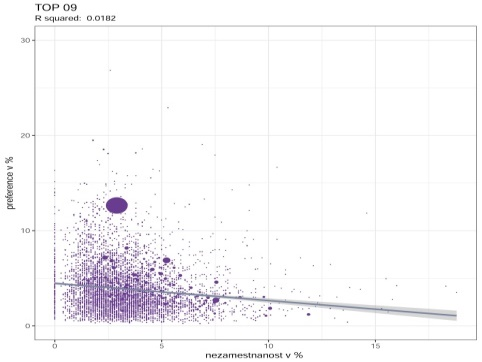 TOP 09
R squared: 0.0182
30
20
10
0
preference v %
0 5 10 15
nezamestnanost v %